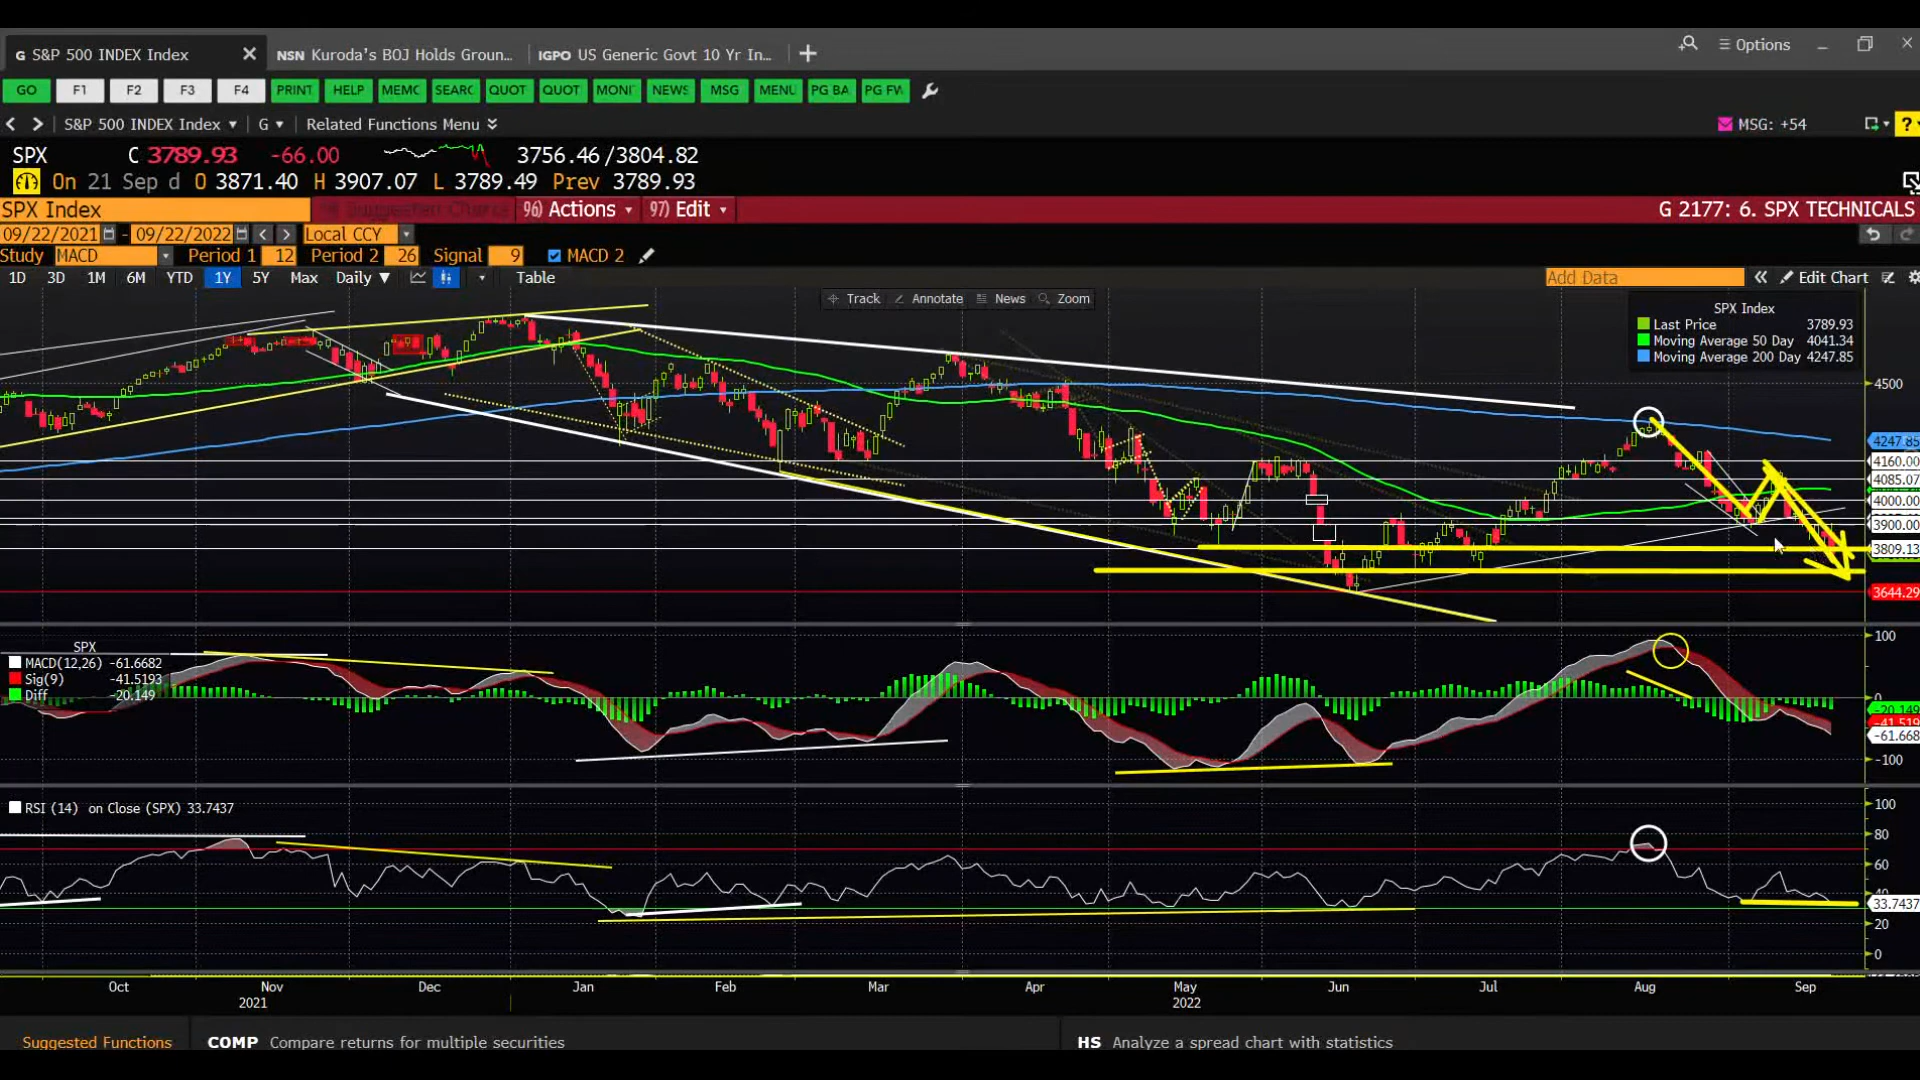 G S&P 500 INDEX Index NSN Kuroda's BOJ Holds Groun... IGPO US Generic Govt 10 Yr In...
Options
GO F1 F2 F3 F4 PRINT HELP MEMC SEARC QUOT QUOT MONI NEWS MSG MENU PG BA PG FW
S&P 500 INDEX Index G Related Functions Menu MSG: +54 ?
SPX C 3789.93 -66.00 3756.46 /3804.82
On 21 Sep d O 3871.40 H 3907.07 L 3789.49 Prev 3789.93
SPX Index 96) Actions 97) Edit G 2177: 6. SPX TECHNICALS
09/22/2021 - 09/22/2022 Local CCY
Study MACD Period 1 12 Period 2 26 Signal 9 MACD 2
1D 3D 1M 6M YTD 1Y 5Y Max Daily Table Add Data Edit Chart
Track Annotate News Zoom
SPX Index
Last Price 3789.93
Moving Average 50 Day 4041.34
Moving Average 200 Day 4247.85
4500
4247.85
4160.00
4085.07
4000.00
3900.00
3809.13
3644.29
SPX
MACD(12,26) -61.6682
Sig(9) -41.5193
Diff -20.149
100
0
-20.149
-41.519
-61.668
-100
RSI (14) on Close (SPX) 33.7437
100
80
60
40
33.7437
20
0
Oct Nov Dec Jan Feb Mar Apr May Jun Jul Aug Sep
2021 2022
Suggested Functions COMP Compare returns for multiple securities HS Analyze a spread chart with statistics